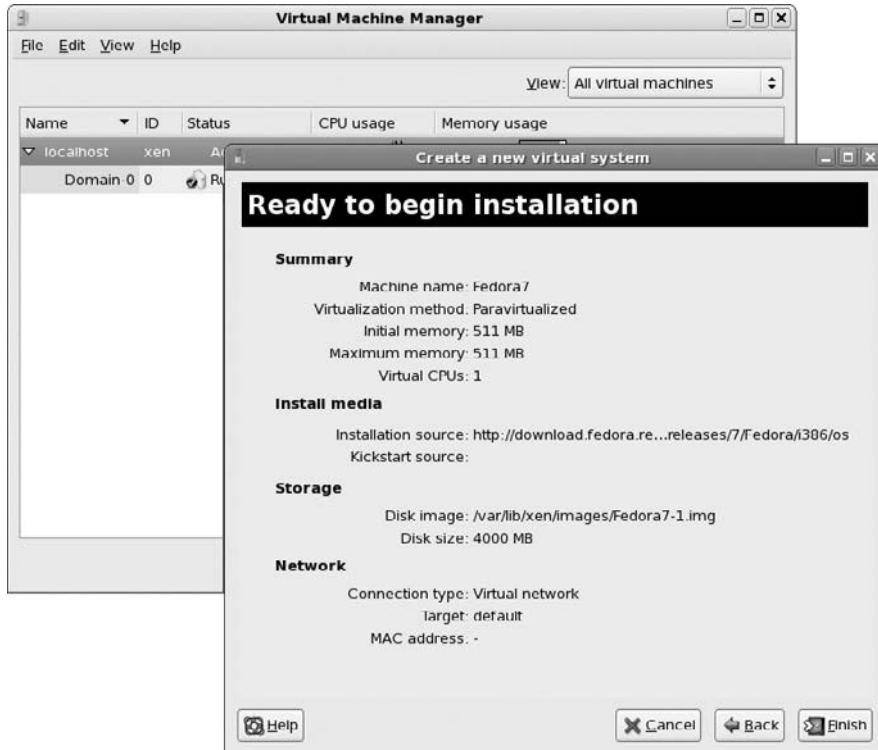 Virtual Machine Manager
File Edit View Help
View: All virtual machines
Name ID Status CPU usage Memory usage
localhost xen
Domain-0 0
Create a new virtual system
Ready to begin installation
Summary
Machine name: Fedora7
Virtualization method: Paravirtualized
Initial memory: 511 MB
Maximum memory: 511 MB
Virtual CPUs: 1
Install media
Installation source: http://download.fedora.re...releases/7/Fedora/i386/os
Kickstart source:
Storage
Disk image: /var/lib/xen/images/Fedora7-1.img
Disk size: 4000 MB
Network
Connection type: Virtual network
Target: default
MAC address: -
Help Cancel Back Finish